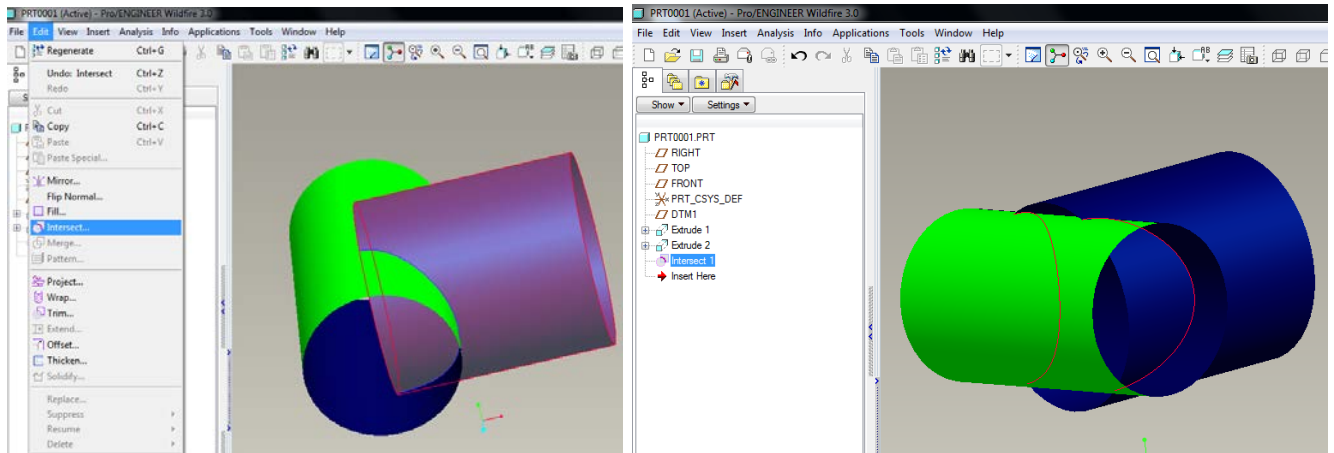 PRT0001 (Active) - Pro/ENGINEER Wildfire 3.0
File Edit View Insert Analysis Info Applications Tools Window Help
Regenerate Ctrl+G
Undo: Intersect Ctrl+Z
Redo Ctrl+Y
Cut Ctrl+X
Copy Ctrl+C
Paste Ctrl+V
Paste Special...
Mirror...
Flip Normal...
Fill...
Intersect...
Merge...
Pattern...
Project...
Wrap...
Trim...
Extend...
Offset...
Thicken...
Solidify...
Replace...
Suppress
Resume
Delete
PRT0001 (Active) - Pro/ENGINEER Wildfire 3.0
File Edit View Insert Analysis Info Applications Tools Window Help
Show Settings
PRT0001.PRT
RIGHT
TOP
FRONT
PRT_CSYS_DEF
DTM1
Extrude 1
Extrude 2
Intersect 1
Insert Here